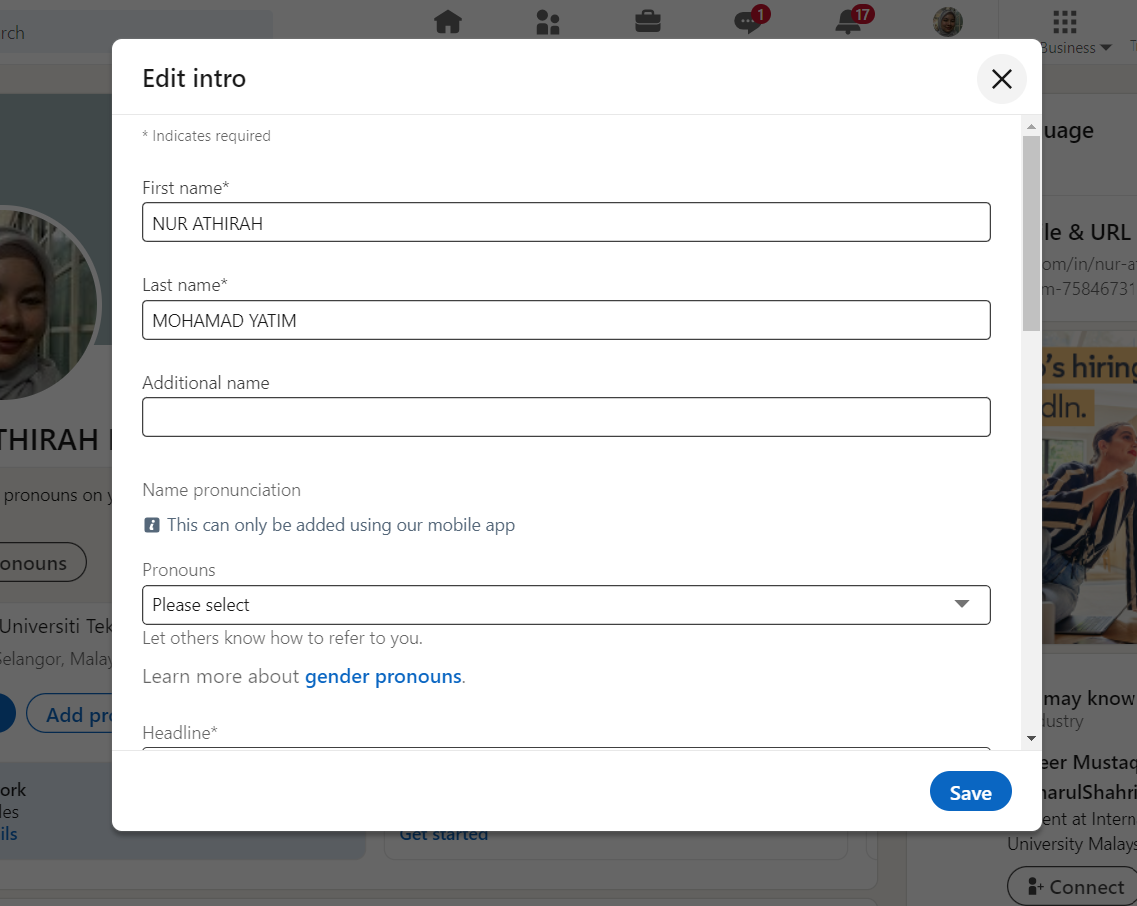 rch
1
17
Business
Edit intro
* Indicates required
First name*
NUR ATHIRAH
Last name*
MOHAMAD YATIM
Additional name
Name pronunciation
This can only be added using our mobile app
Pronouns
Please select
Let others know how to refer to you.
Learn more about gender pronouns.
Headline*
Save
THIRAH
pronouns on y
onouns
Universiti Tek
Selangor, Malay
Add pro
ork
les
ils
Get started
uage
le & URL
om/in/nur-a
m-75846731
's hiring
dln.
may know
dustry
eer Mustaq
harulShahri
ent at Intern
University Malays
Connect